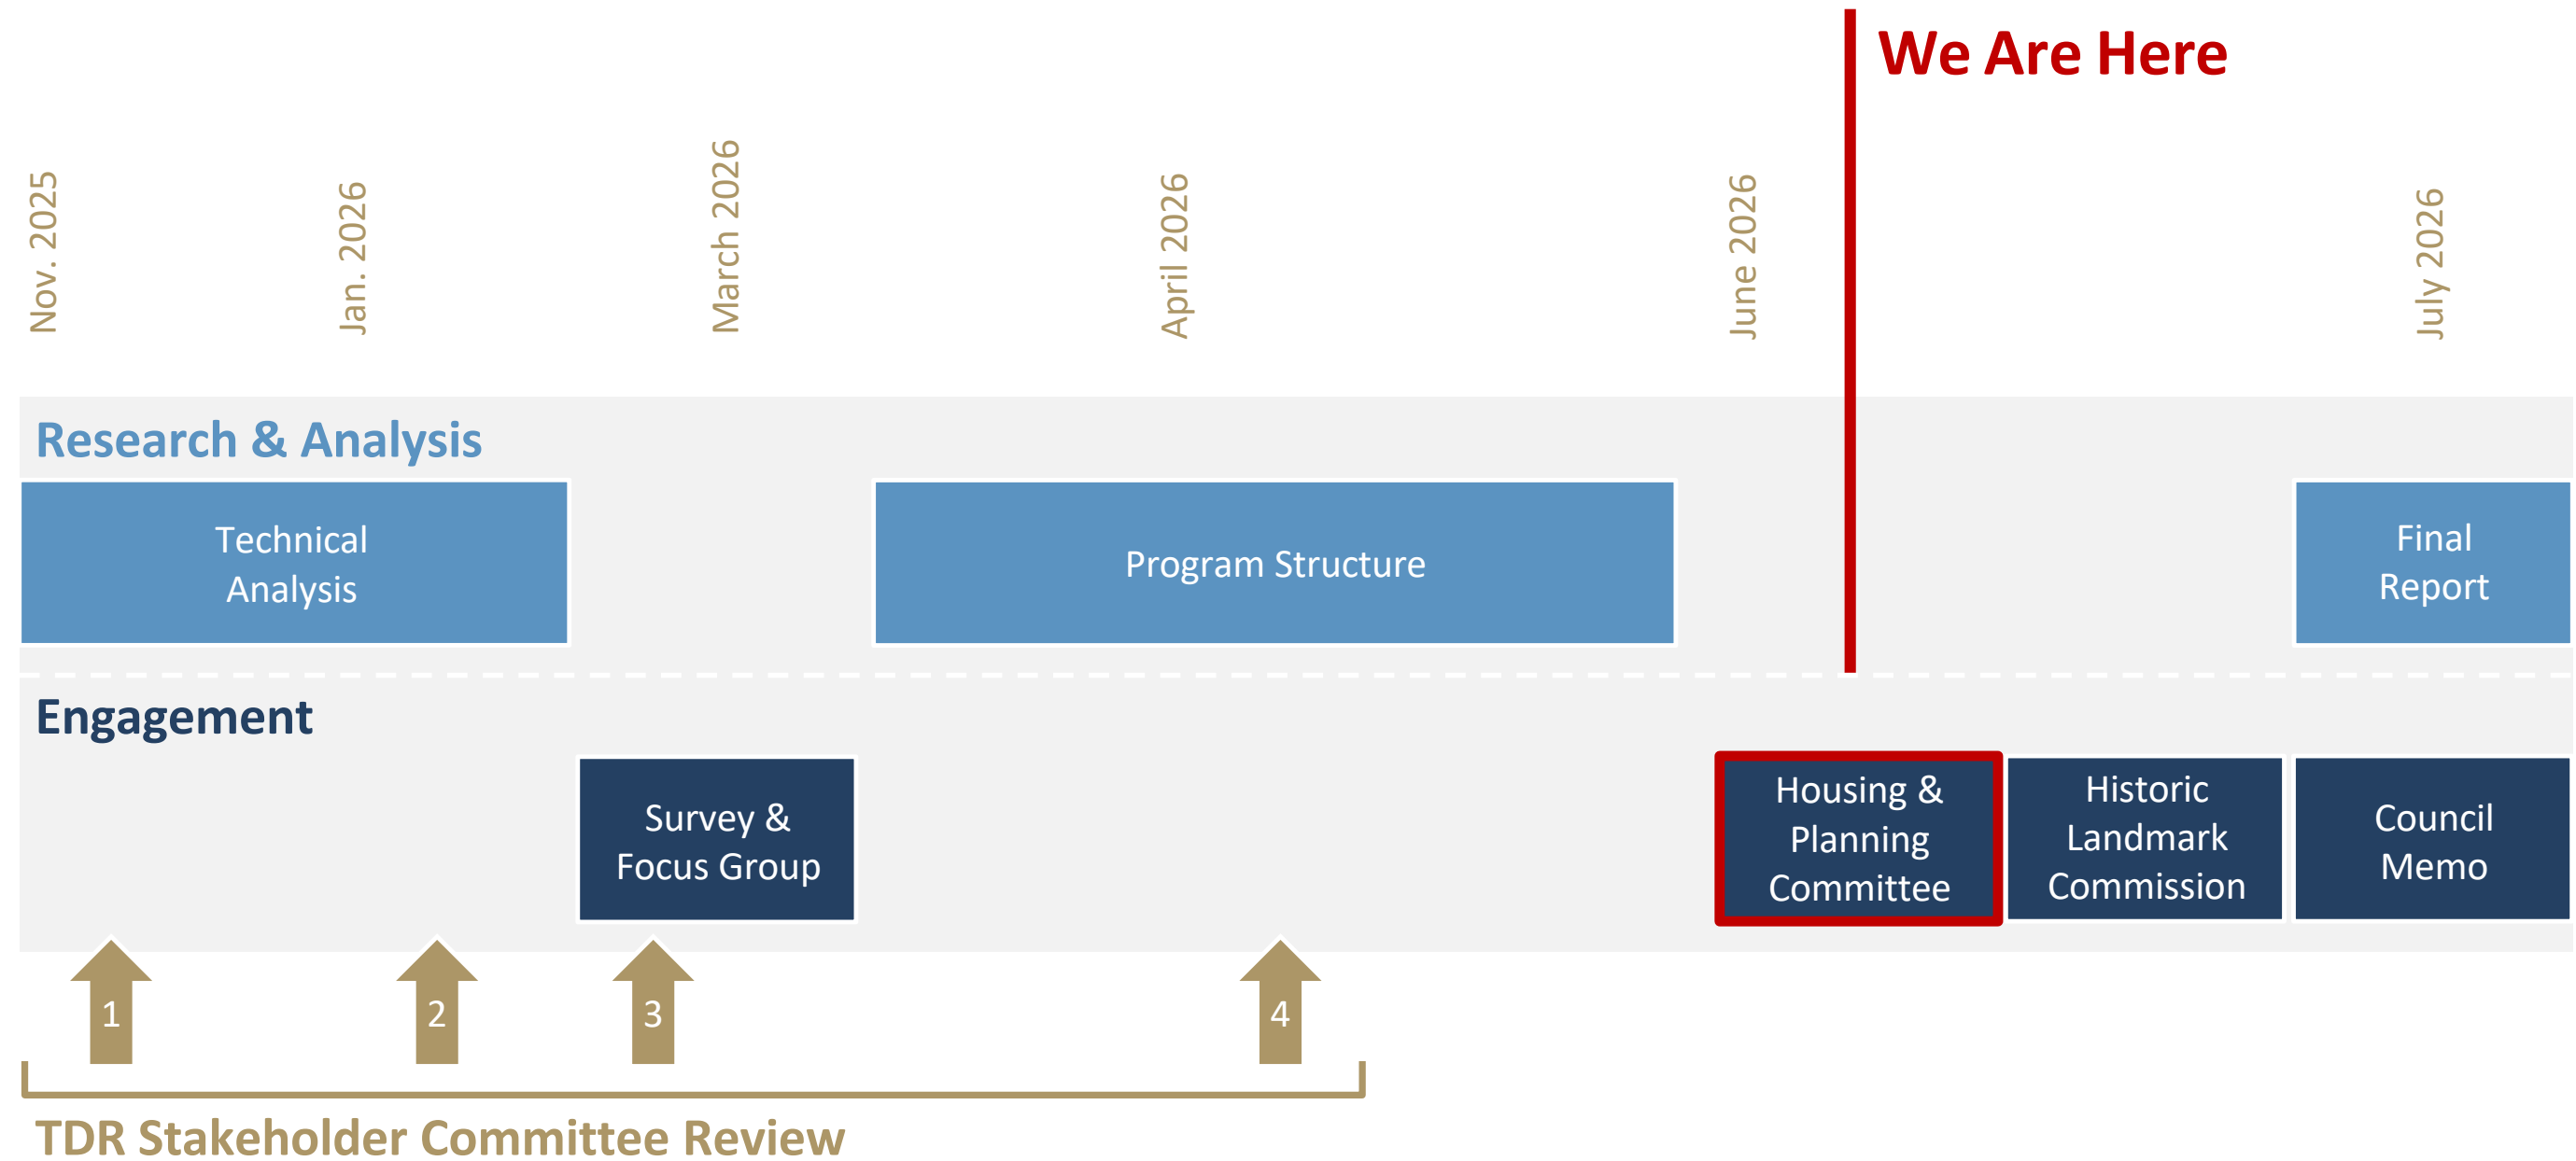 We Are Here
Nov. 2025
Jan. 2026
March 2026
April 2026
June 2026
July 2026
Research & Analysis
Technical
Analysis
Program Structure
Final
Report
Engagement
Survey &
Focus Group
Housing &
Planning
Committee
Historic
Landmark
Commission
Council
Memo
1
2
3
4
TDR Stakeholder Committee Review